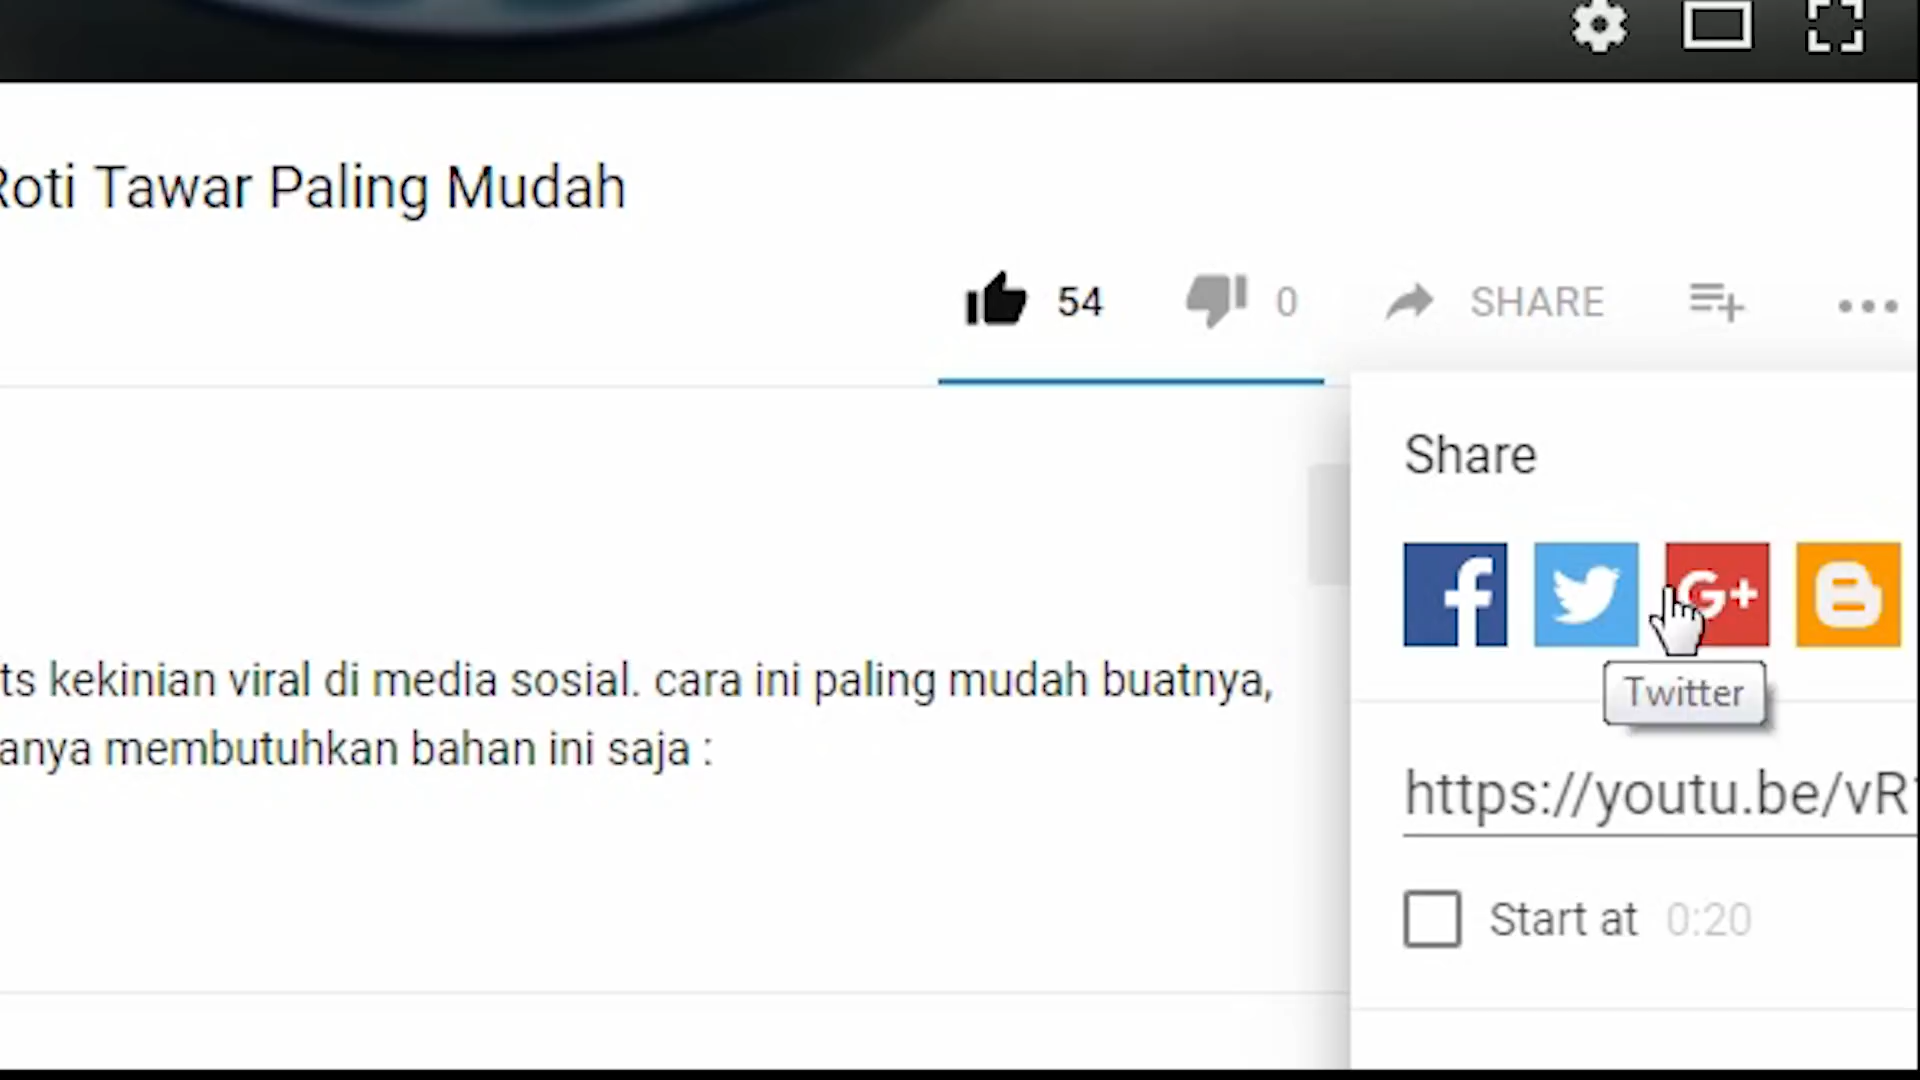 Roti Tawar Paling Mudah
54
0
SHARE
Share
f
G+
B
Twitter
ts kekinian viral di media sosial. cara ini paling mudah buatnya,
anya membutuhkan bahan ini saja :
https://youtu.be/vR
Start at 0:20